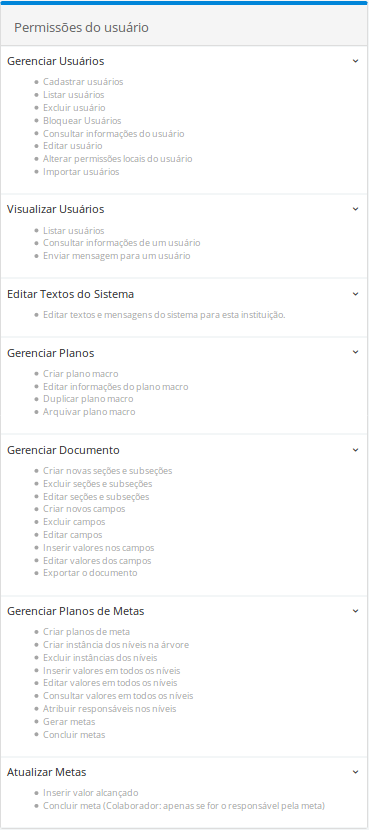 Permissões do usuário
Gerenciar Usuários
Cadastrar usuários
Listar usuários
Excluir usuário
Bloquear Usuários
Consultar informações do usuário
Editar usuário
Alterar permissões locais do usuário
Importar usuários
Visualizar Usuários
Listar usuários
Consultar informações de um usuário
Enviar mensagem para um usuário
Editar Textos do Sistema
Editar textos e mensagens do sistema para esta instituição.
Gerenciar Planos
Criar plano macro
Editar informações do plano macro
Duplicar plano macro
Arquivar plano macro
Gerenciar Documento
Criar novas seções e subseções
Excluir seções e subseções
Editar seções e subseções
Criar novos campos
Excluir campos
Editar campos
Inserir valores nos campos
Editar valores dos campos
Exportar o documento
Gerenciar Planos de Metas
Criar planos de meta
Criar instância dos níveis na árvore
Excluir instâncias dos níveis
Inserir valores em todos os níveis
Editar valores em todos os níveis
Consultar valores em todos os níveis
Atribuir responsáveis nos níveis
Gerar metas
Concluir metas
Atualizar Metas
Inserir valor alcançado
Concluir meta (Colaborador: apenas se for o responsável pela meta)